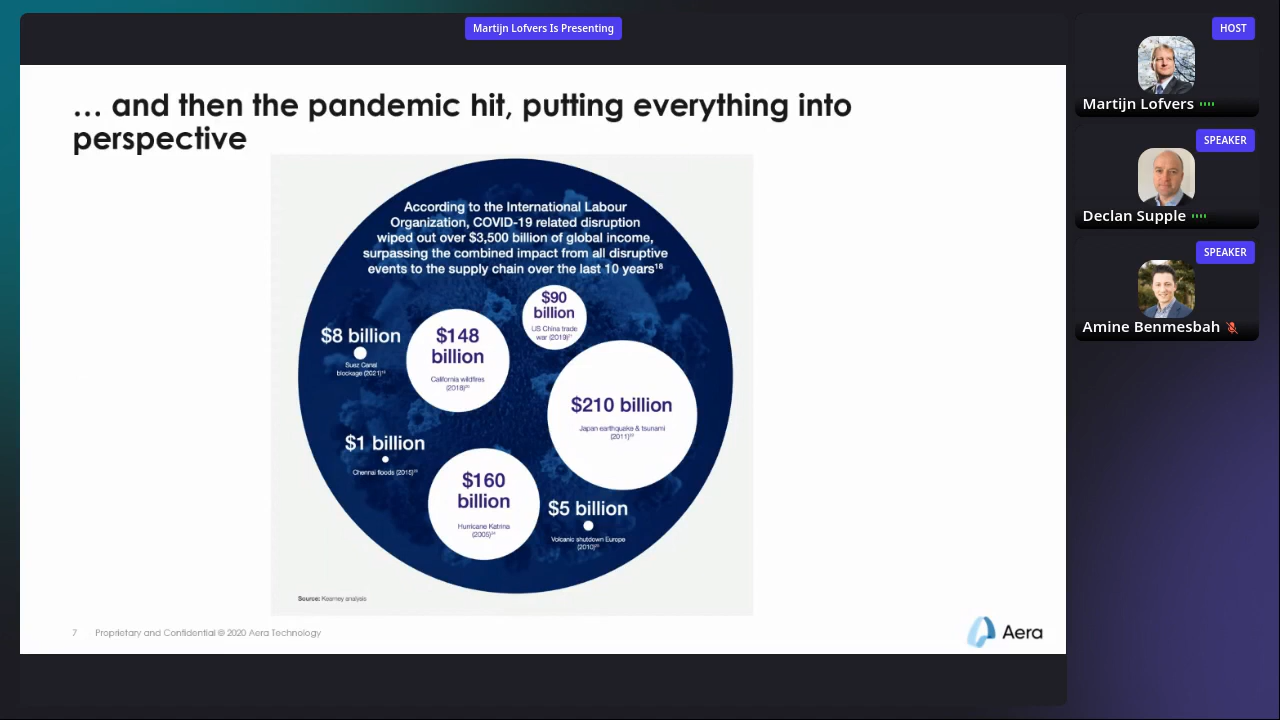 Martijn Lofvers Is Presenting
... and then the pandemic hit, putting everything into
perspective
According to the International Labour
Organization, COVID-19 related disruption
wiped out over $3,500 billion of global income,
surpassing the combined impact from all disruptive
events to the supply chain over the last 10 years¹⁸
$90
billion
US China trade
war (2019)
$8 billion
Suez Canal
blockage (2021)
$148
billion
California wildfires
(2018)
$210 billion
Japan earthquake & tsunami
(2011)
$1 billion
Chennai floods (2015)
$160
billion
Hurricane Katrina
(2005)
$5 billion
Volcanic shutdown Europe
(2010)
Source: Kearney analysis
7 Proprietary and Confidential © 2020 Aera Technology
Aera
HOST
Martijn Lofvers
SPEAKER
Declan Supple
SPEAKER
Amine Benmesbah